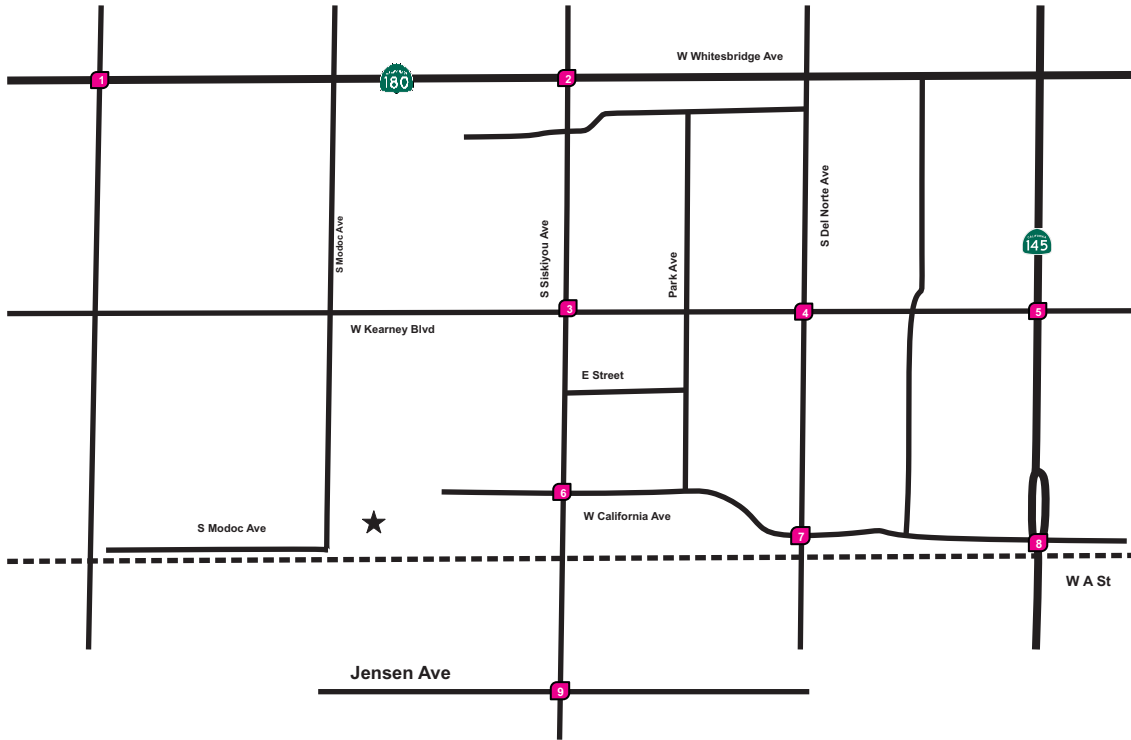 W Whitesbridge Ave
1
180
2
S Modoc Ave
S Siskiyou Ave
Park Ave
S Del Norte Ave
CALIFORNIA
145
3
4
5
W Kearney Blvd
E Street
6
W California Ave
S Modoc Ave
7
8
W A St
Jensen Ave
9